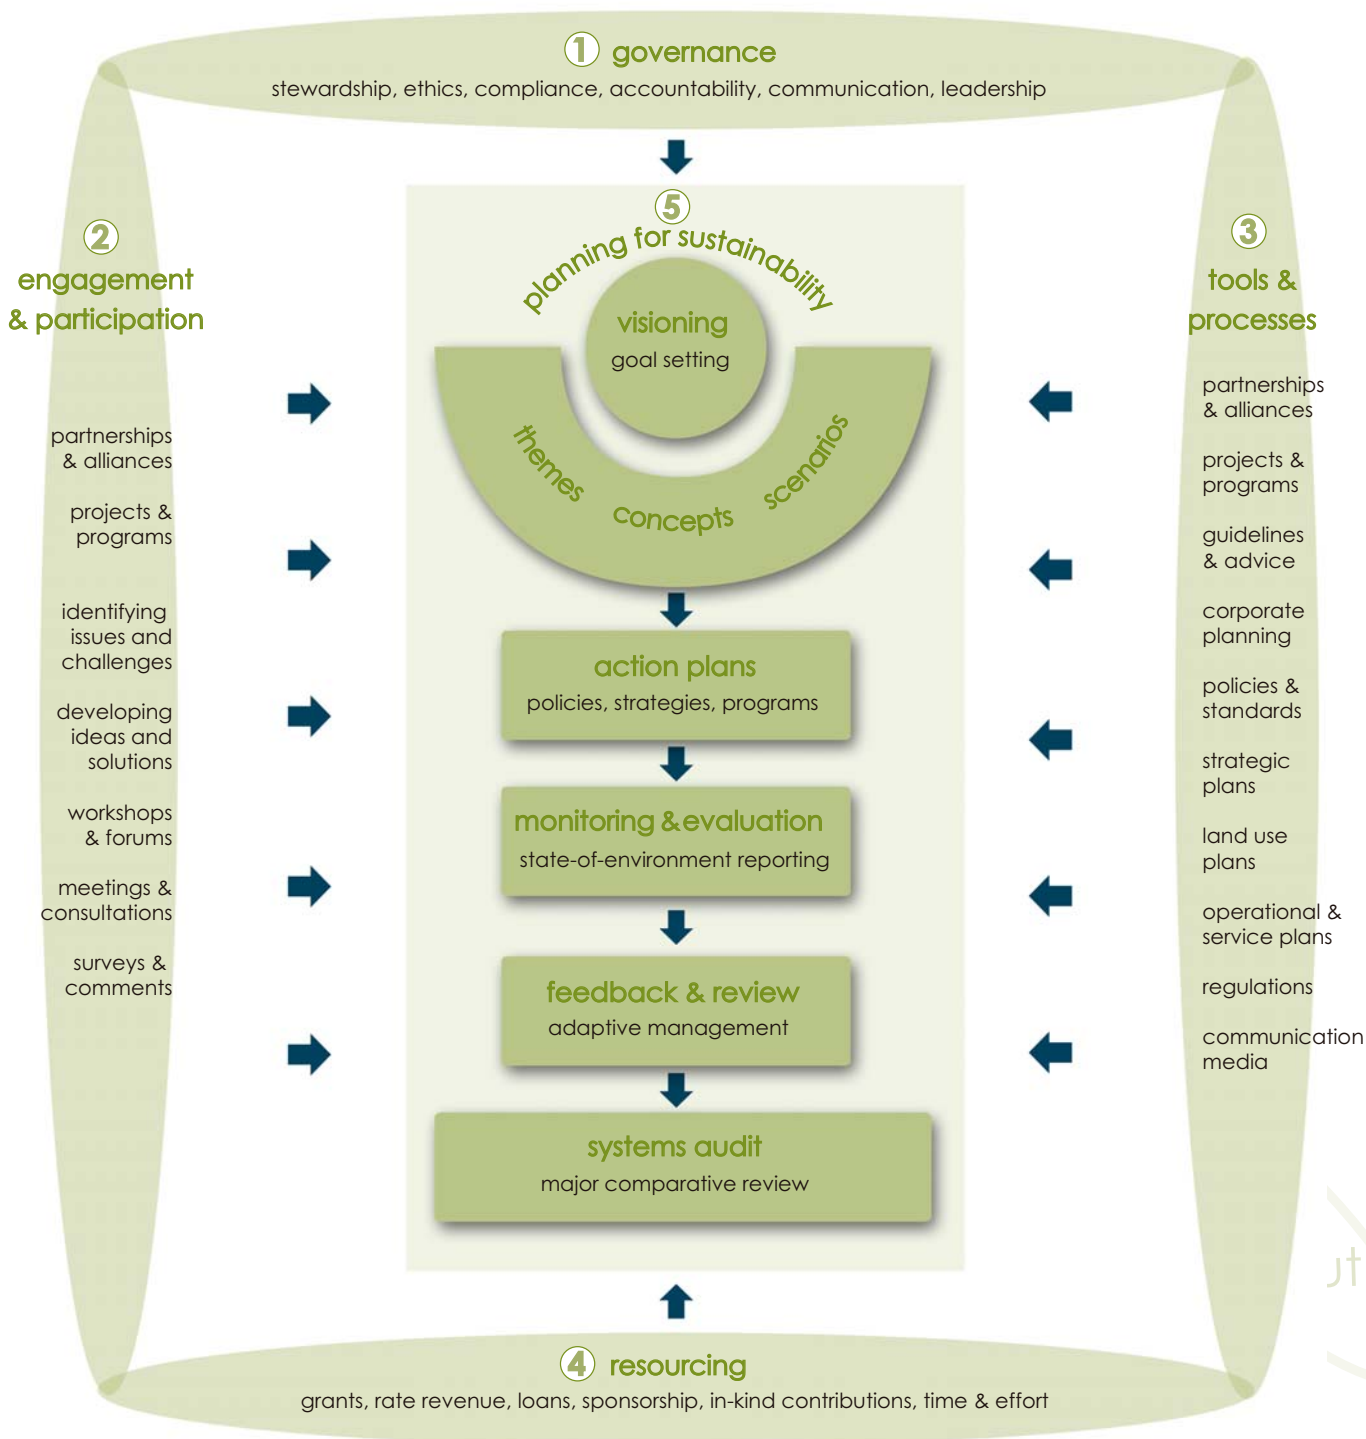 1 governance
stewardship, ethics, compliance, accountability, communication, leadership
2
engagement
& participation
partnerships
& alliances
projects &
programs
identifying
issues and
challenges
developing
ideas and
solutions
workshops
& forums
meetings &
consultations
surveys &
comments
5
planning for sustainability
visioning
goal setting
themes concepts scenarios
action plans
policies, strategies, programs
monitoring & evaluation
state-of-environment reporting
feedback & review
adaptive management
systems audit
major comparative review
3
tools &
processes
partnerships
& alliances
projects &
programs
guidelines
& advice
corporate
planning
policies &
standards
strategic
plans
land use
plans
operational &
service plans
regulations
communication
media
4 resourcing
grants, rate revenue, loans, sponsorship, in-kind contributions, time & effort